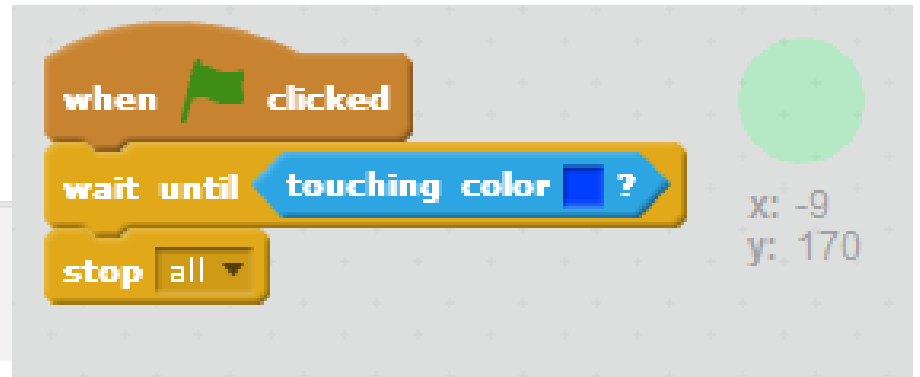 when clicked
wait until touching color ?
stop all
x: -9
y: 170